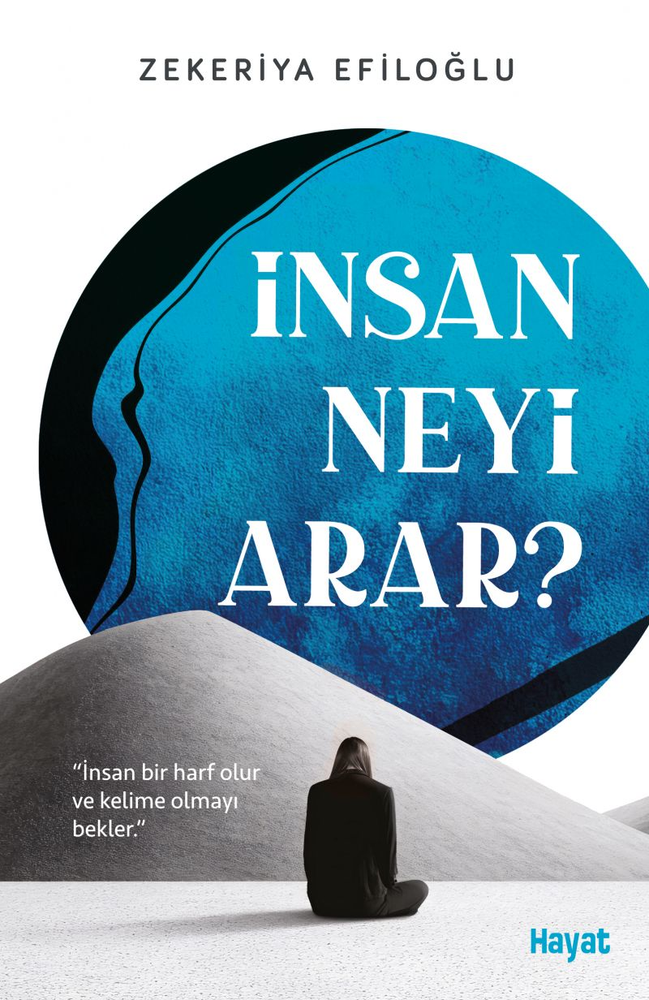 ZEKERİYA EFİLOĞLU
İNSAN
NEYİ
ARAR?
“İnsan bir harf olur
ve kelime olmayı
bekler.”
Hayat